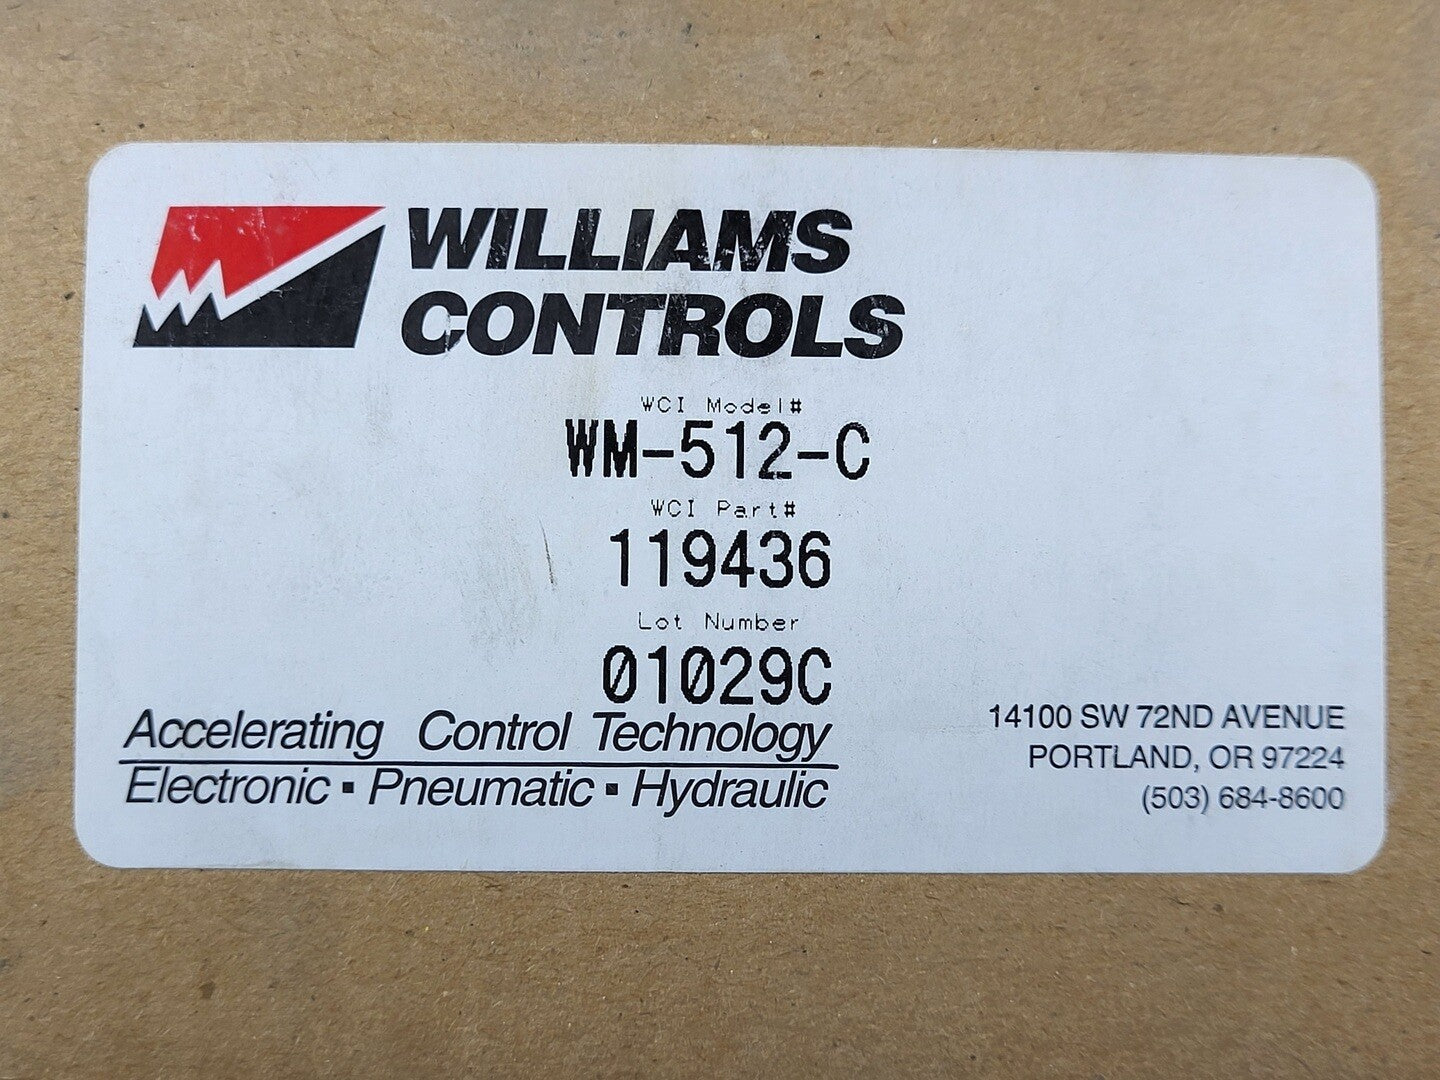 WILLIAMS
CONTROLS
WCI Model#
WM-512-C
WCI Part#
119436
Lot Number
01029C
Accelerating Control Technology
Electronic ▪ Pneumatic ▪ Hydraulic
14100 SW 72ND AVENUE
PORTLAND, OR 97224
(503) 684-8600